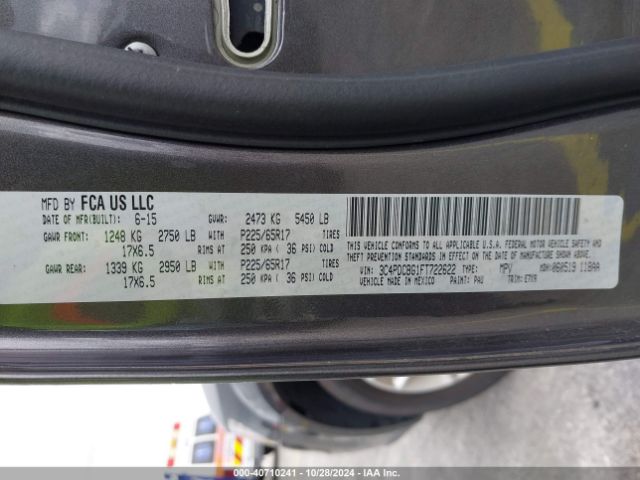 MFD BY FCA US LLC
DATE OF MFR(BUILT): 6-15 GVWR: 2473 KG 5450 LB
GAWR FRONT: 1248 KG 2750 LB WITH P225/65R17 TIRES
17X6.5 RIMS AT 250 KPA ( 36 PSI) COLD
GAWR REAR: 1339 KG 2950 LB WITH P225/65R17 TIRES
17X6.5 RIMS AT 250 KPA ( 36 PSI) COLD
THIS VEHICLE CONFORMS TO ALL APPLICABLE U.S.A. FEDERAL MOTOR VEHICLE SAFETY AND
THEFT PREVENTION STANDARDS IN EFFECT ON THE DATE OF MANUFACTURE SHOWN ABOVE.
VIN: 3C4PDCBG1FT722622 TYPE: MPV MDH: 060519 118AA
VEHICLE MADE IN MEXICO PAINT: PAU TRIM:
000-40710241 - 10/28/2024 - IAA Inc.